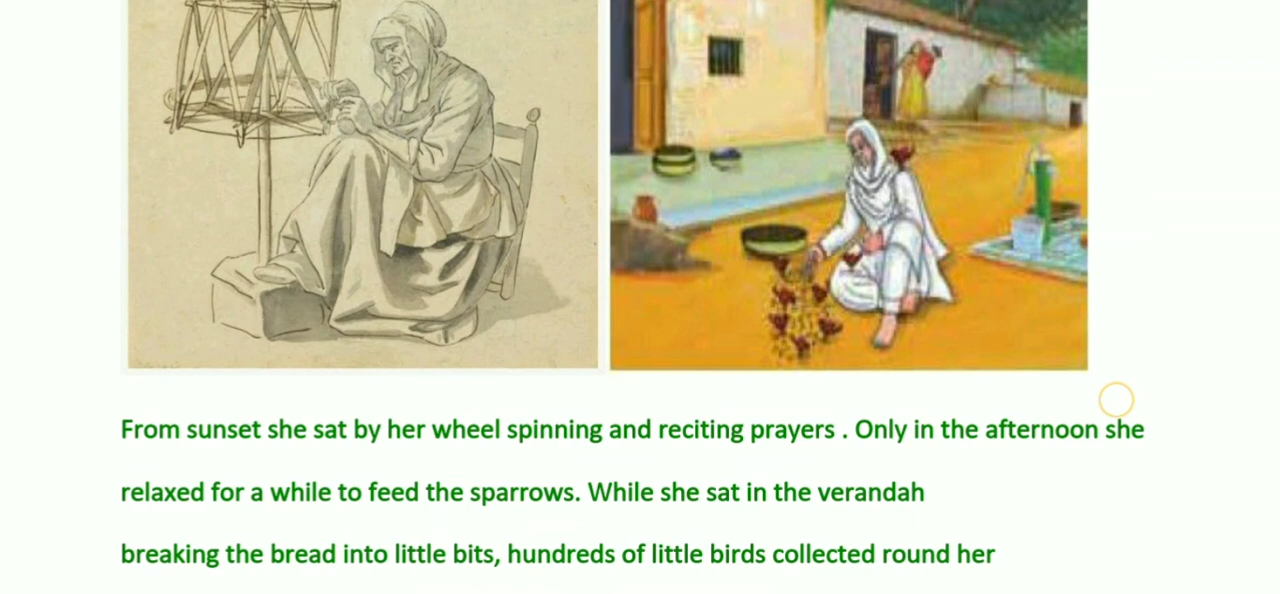 From sunset she sat by her wheel spinning and reciting prayers . Only in the afternoon she
relaxed for a while to feed the sparrows. While she sat in the verandah
breaking the bread into little bits, hundreds of little birds collected round her